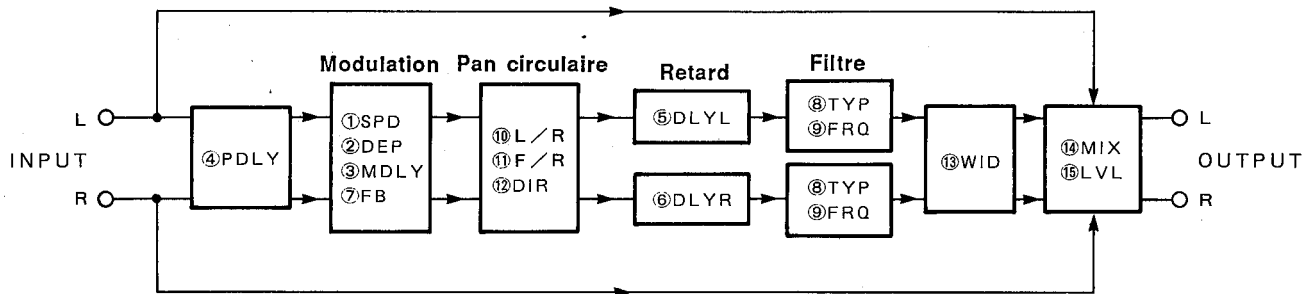 Modulation
Pan circulaire
Retard
Filtre
L
INPUT
R
④PDLY
①SPD
②DEP
③MDLY
⑦FB
⑩L/R
⑪F/R
⑫DIR
⑤DLYL
⑥DLYR
⑧TYP
⑨FRQ
⑧TYP
⑨FRQ
⑬WID
⑭MIX
⑮LVL
L
OUTPUT
R